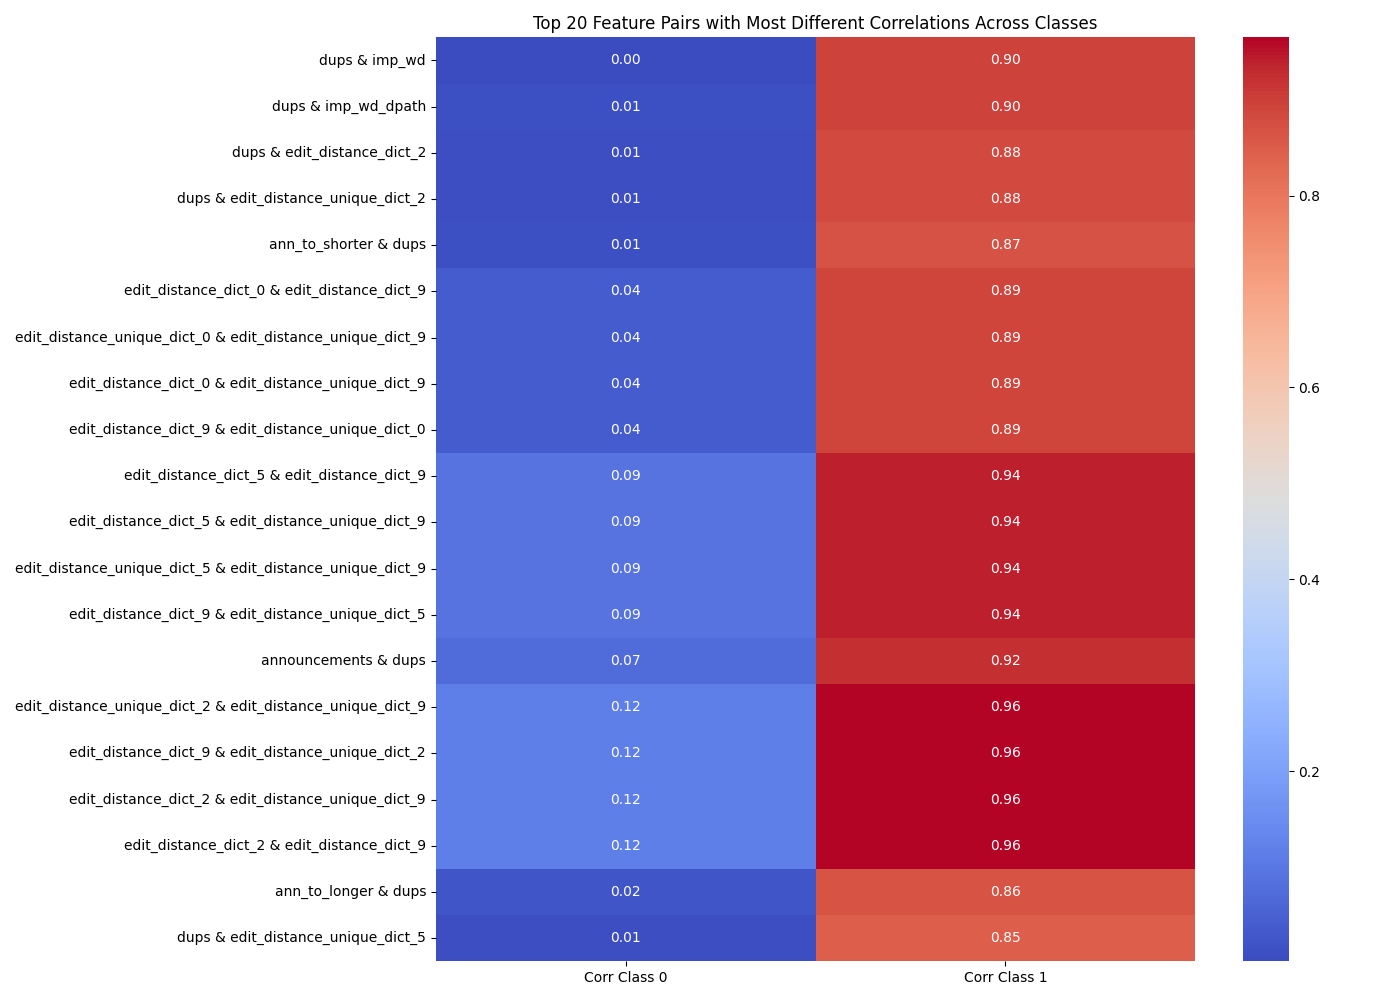 Top 20 Feature Pairs with Most Different Correlations Across Classes
dups & imp_wd 0.00 0.90
dups & imp_wd_dpath 0.01 0.90
dups & edit_distance_dict_2 0.01 0.88
dups & edit_distance_unique_dict_2 0.01 0.88
ann_to_shorter & dups 0.01 0.87
edit_distance_dict_0 & edit_distance_dict_9 0.04 0.89
edit_distance_unique_dict_0 & edit_distance_unique_dict_9 0.04 0.89
edit_distance_dict_0 & edit_distance_unique_dict_9 0.04 0.89
edit_distance_dict_9 & edit_distance_unique_dict_0 0.04 0.89
edit_distance_dict_5 & edit_distance_dict_9 0.09 0.94
edit_distance_dict_5 & edit_distance_unique_dict_9 0.09 0.94
edit_distance_unique_dict_5 & edit_distance_unique_dict_9 0.09 0.94
edit_distance_dict_9 & edit_distance_unique_dict_5 0.09 0.94
announcements & dups 0.07 0.92
edit_distance_unique_dict_2 & edit_distance_unique_dict_9 0.12 0.96
edit_distance_dict_9 & edit_distance_unique_dict_2 0.12 0.96
edit_distance_dict_2 & edit_distance_unique_dict_9 0.12 0.96
edit_distance_dict_2 & edit_distance_dict_9 0.12 0.96
ann_to_longer & dups 0.02 0.86
dups & edit_distance_unique_dict_5 0.01 0.85
Corr Class 0 Corr Class 1
0.8
0.6
0.4
0.2